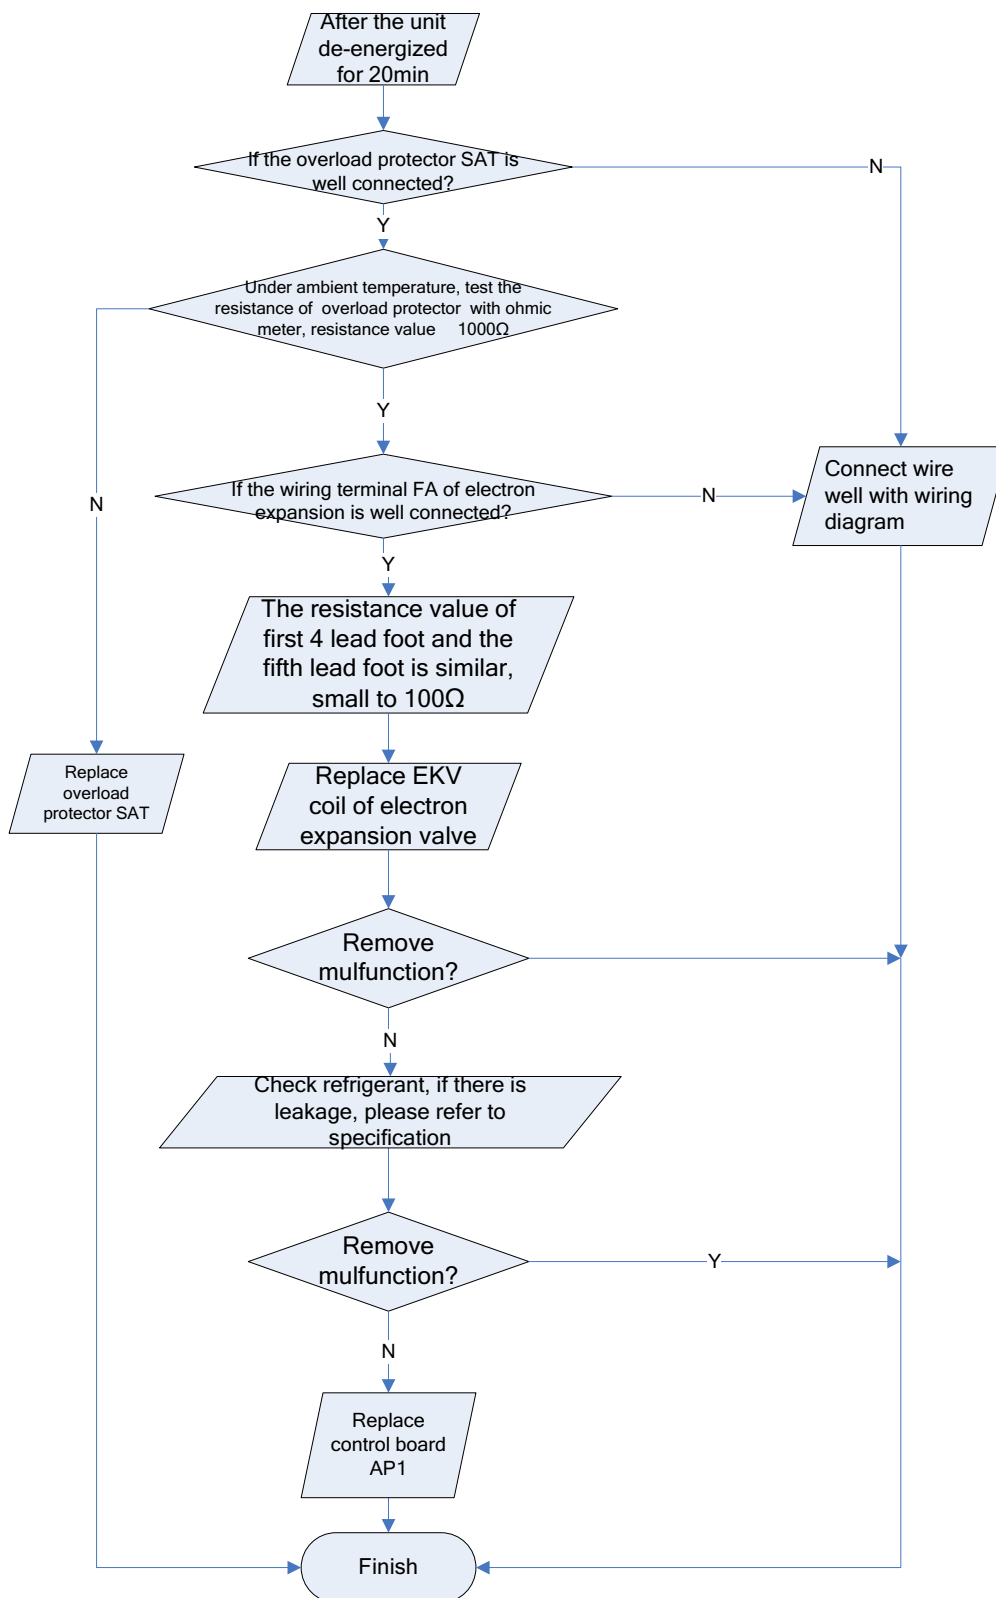 After the unit
de-energized
for 20min
If the overload protector SAT is
well connected?
N
Y
Under ambient temperature, test the
resistance of overload protector with ohmic
meter, resistance value 1000Ω
Y
N
If the wiring terminal FA of electron
expansion is well connected?
N
Connect wire
well with wiring
diagram
Y
The resistance value of
first 4 lead foot and the
fifth lead foot is similar,
small to 100Ω
Replace
overload
protector SAT
Replace EKV
coil of electron
expansion valve
Remove
mulfunction?
N
Check refrigerant, if there is
leakage, please refer to
specification
Remove
mulfunction?
Y
N
Replace
control board
AP1
Finish